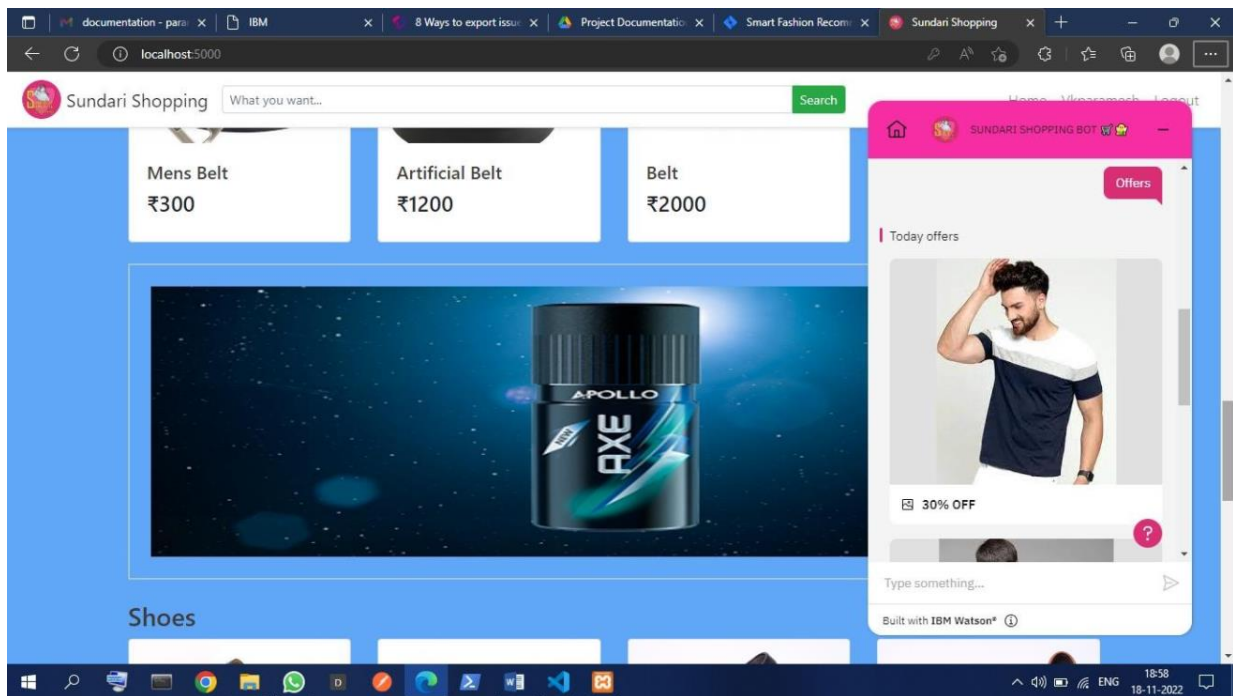 documentation - para
IBM
8 Ways to export issu
Project Documentatio
Smart Fashion Recom
Sundari Shopping
localhost:5000
Sundari Shopping
What you want...
Search
Home Vkparamesh Logout
Mens Belt
₹300
Artificial Belt
₹1200
Belt
₹2000
APOLLO
NEW
AXE
Shoes
SUNDARI SHOPPING BOT
Offers
Today offers
30% OFF
?
Type something...
Built with IBM Watson®
ENG
18:58
18-11-2022